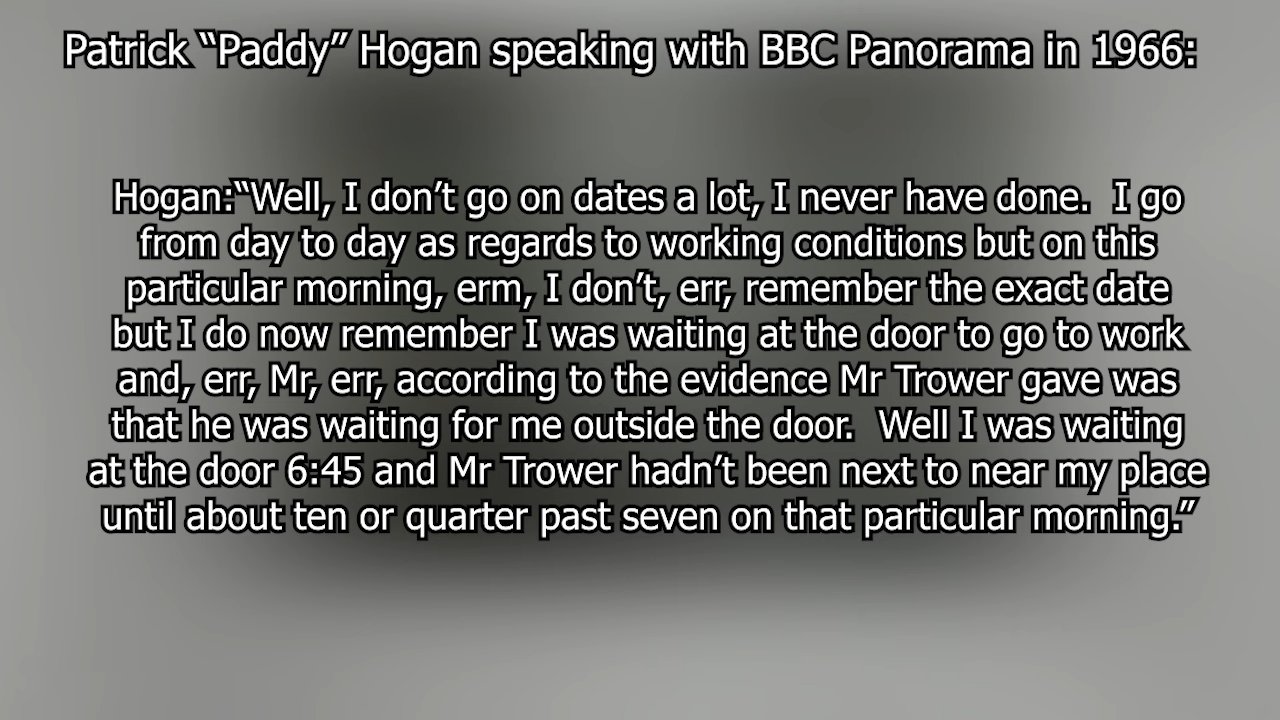 Patrick “Paddy” Hogan speaking with BBC Panorama in 1966:
Hogan:“Well, I don’t go on dates a lot, I never have done.  I go
from day to day as regards to working conditions but on this
particular morning, erm, I don’t, err, remember the exact date
but I do now remember I was waiting at the door to go to work
and, err, Mr, err, according to the evidence Mr Trower gave was
that he was waiting for me outside the door.  Well I was waiting
at the door 6:45 and Mr Trower hadn’t been next to near my place
until about ten or quarter past seven on that particular morning.”